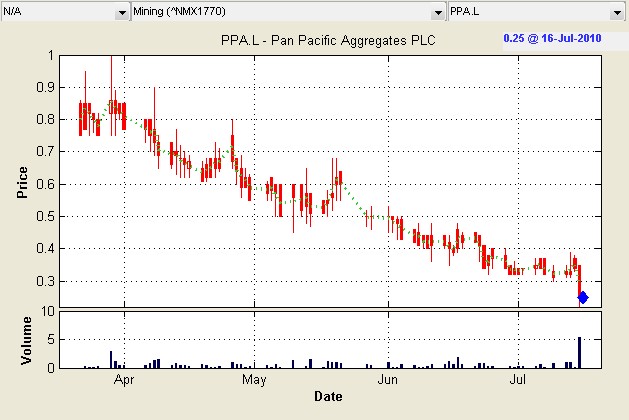 N/A Mining (^NMX1770) PPA.L
PPA.L - Pan Pacific Aggregates PLC 0.25 @ 16-Jul-2010
1
0.9
0.8
0.7
0.6
0.5
0.4
0.3
Price
10
5
0
Volume
Apr May Jun Jul
Date